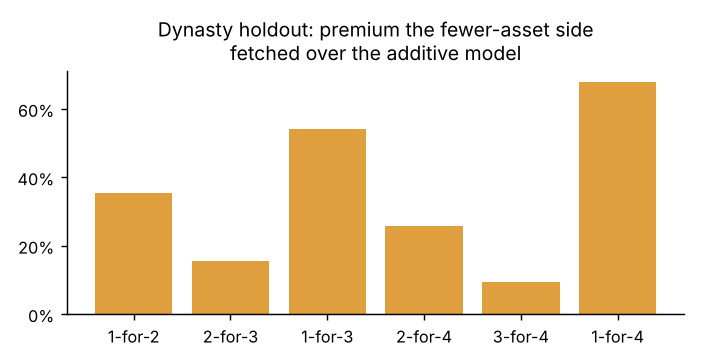 Dynasty holdout: premium the fewer-asset side
fetched over the additive model
60%
40%
20%
0%
1-for-2 2-for-3 1-for-3 2-for-4 3-for-4 1-for-4